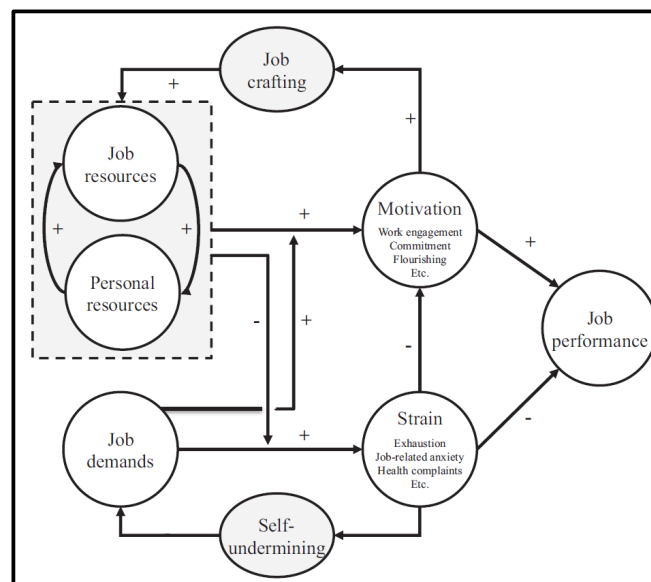 Job
crafting
+
+
Job
resources
+
+
Personal
resources
+
Motivation
Work engagement
Commitment
Flourishing
Etc.
+
-
+
-
Job
performance
Job
demands
+
Strain
Exhaustion
Job-related anxiety
Health complaints
Etc.
-
Self-
undermining